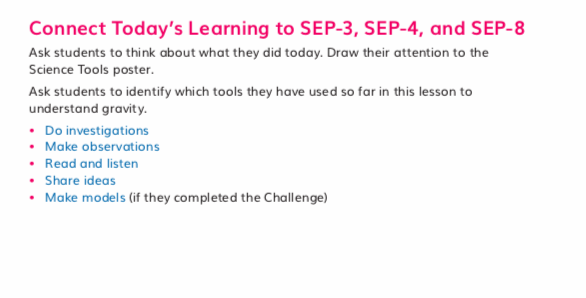 Connect Today's Learning to SEP-3, SEP-4, and SEP-8
Ask students to think about what they did today. Draw their attention to the
Science Tools poster.
Ask students to identify which tools they have used so far in this lesson to
understand gravity.
• Do investigations
• Make observations
• Read and listen
• Share ideas
• Make models (if they completed the Challenge)